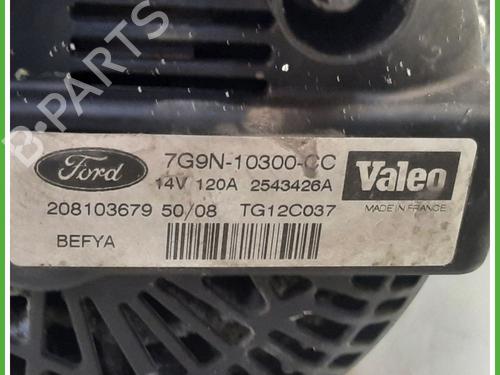 B-PARTS
Ford
7G9N-10300-CC
14V 120A 2543426A
Valeo
MADE IN FRANCE
208103679 50/08 TG12C037
BEFYA